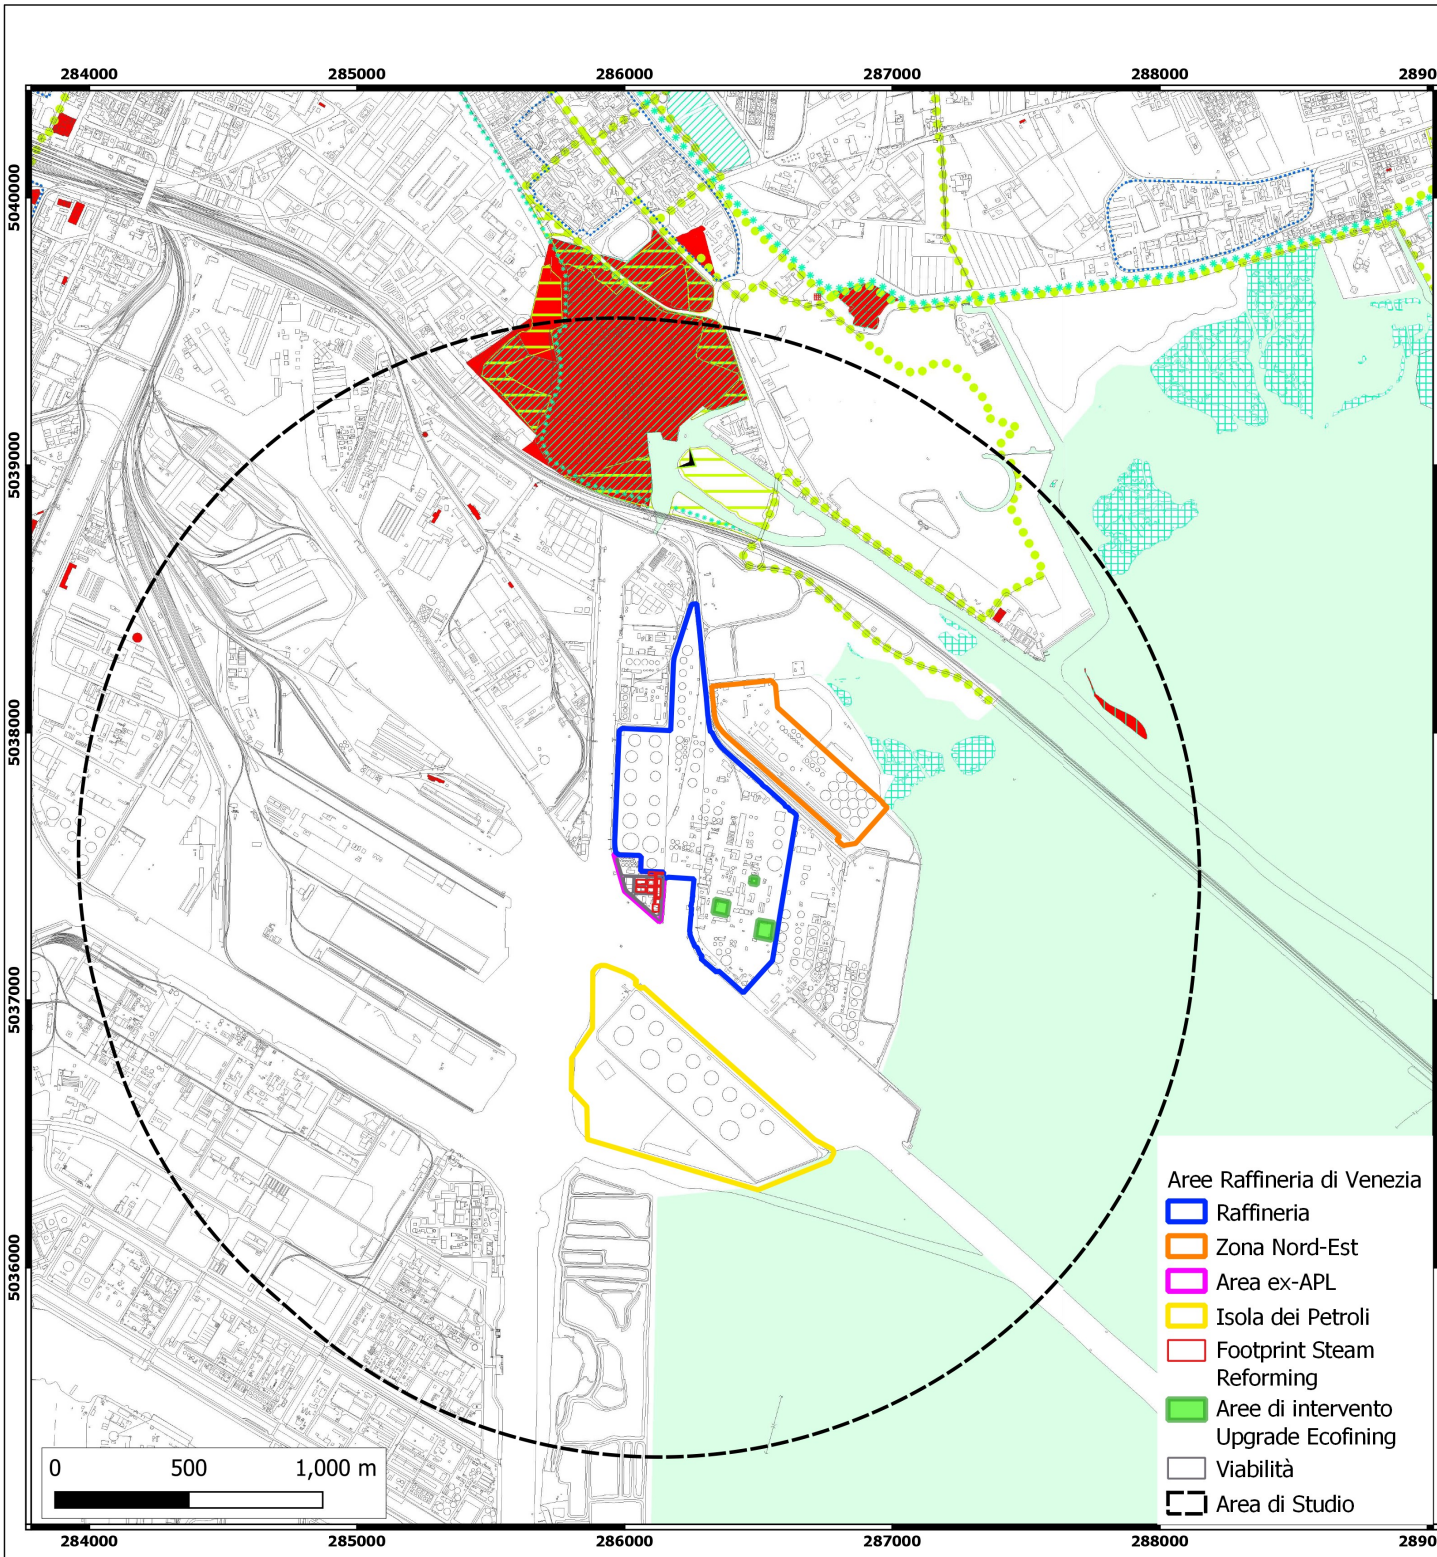 284000 285000 286000 287000 288000 2890
5040000
5039000
5038000
5037000
5036000
Aree Raffineria di Venezia
Raffineria
Zona Nord-Est
Area ex-APL
Isola dei Petroli
Footprint Steam
Reforming
Aree di intervento
Upgrade Ecofining
Viabilità
Area di Studio
0 500 1,000 m
284000 285000 286000 287000 288000 2890